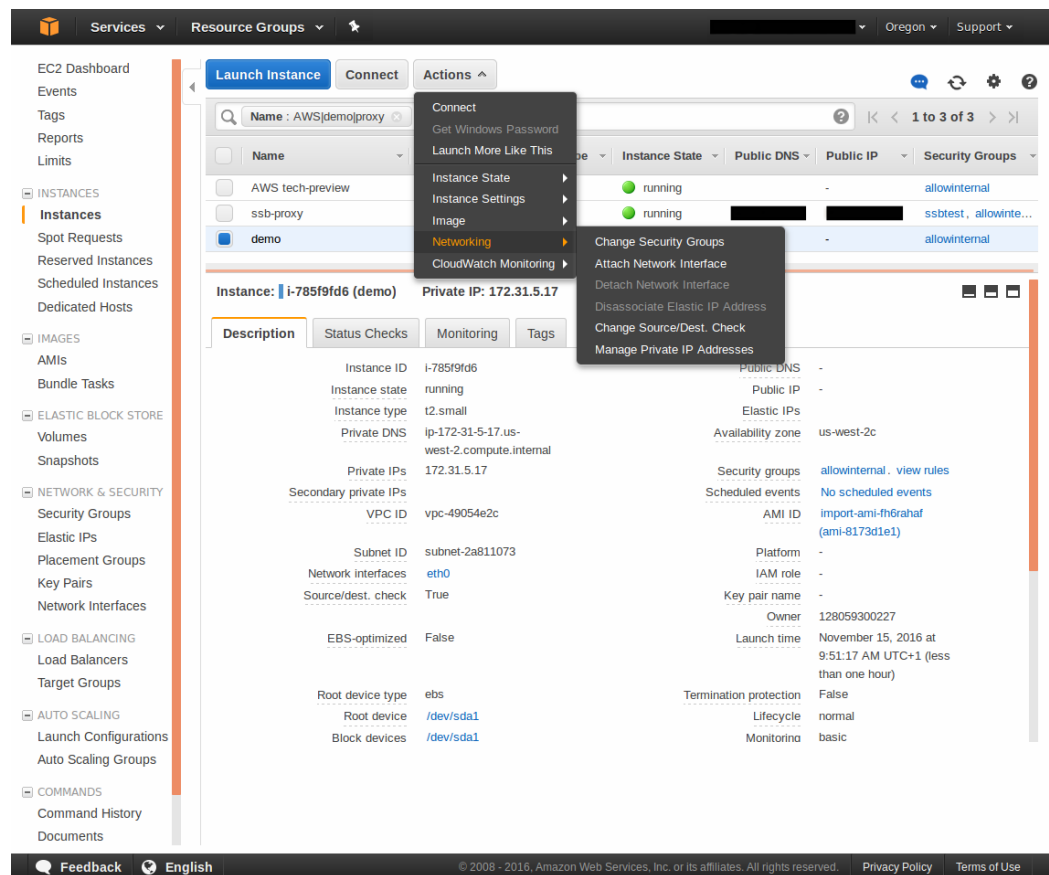 Services Resource Groups Oregon Support
EC2 Dashboard
Events
Tags
Reports
Limits
INSTANCES
Instances
Spot Requests
Reserved Instances
Scheduled Instances
Dedicated Hosts
IMAGES
AMIs
Bundle Tasks
ELASTIC BLOCK STORE
Volumes
Snapshots
NETWORK & SECURITY
Security Groups
Elastic IPs
Placement Groups
Key Pairs
Network Interfaces
LOAD BALANCING
Load Balancers
Target Groups
AUTO SCALING
Launch Configurations
Auto Scaling Groups
COMMANDS
Command History
Documents
Launch Instance Connect Actions
Name : AWS|demo|proxy 1 to 3 of 3
Name Instance State Public DNS Public IP Security Groups
AWS tech-preview running - allowinternal
ssb-proxy running ssbtest , allowinte...
demo - allowinternal
Connect
Get Windows Password
Launch More Like This
Instance State
Instance Settings
Image
Networking
CloudWatch Monitoring
Change Security Groups
Attach Network Interface
Detach Network Interface
Disassociate Elastic IP Address
Change Source/Dest. Check
Manage Private IP Addresses
Instance: i-785f9fd6 (demo) Private IP: 172.31.5.17
Description Status Checks Monitoring Tags
Instance ID i-785f9fd6 Public DNS -
Instance state running Public IP -
Instance type t2.small Elastic IPs
Private DNS ip-172-31-5-17.us- Availability zone us-west-2c
west-2.compute.internal
Private IPs 172.31.5.17 Security groups allowinternal . view rules
Secondary private IPs Scheduled events No scheduled events
VPC ID vpc-49054e2c AMI ID import-ami-fh6rahaf
(ami-8173d1e1)
Subnet ID subnet-2a811073 Platform -
Network interfaces eth0 IAM role -
Source/dest. check True Key pair name -
Owner 128059300227
EBS-optimized False Launch time November 15, 2016 at
9:51:17 AM UTC+1 (less
than one hour)
Root device type ebs Termination protection False
Root device /dev/sda1 Lifecycle normal
Block devices /dev/sda1 Monitoring basic
Feedback English © 2008 - 2016, Amazon Web Services, Inc. or its affiliates. All rights reserved. Privacy Policy Terms of Use